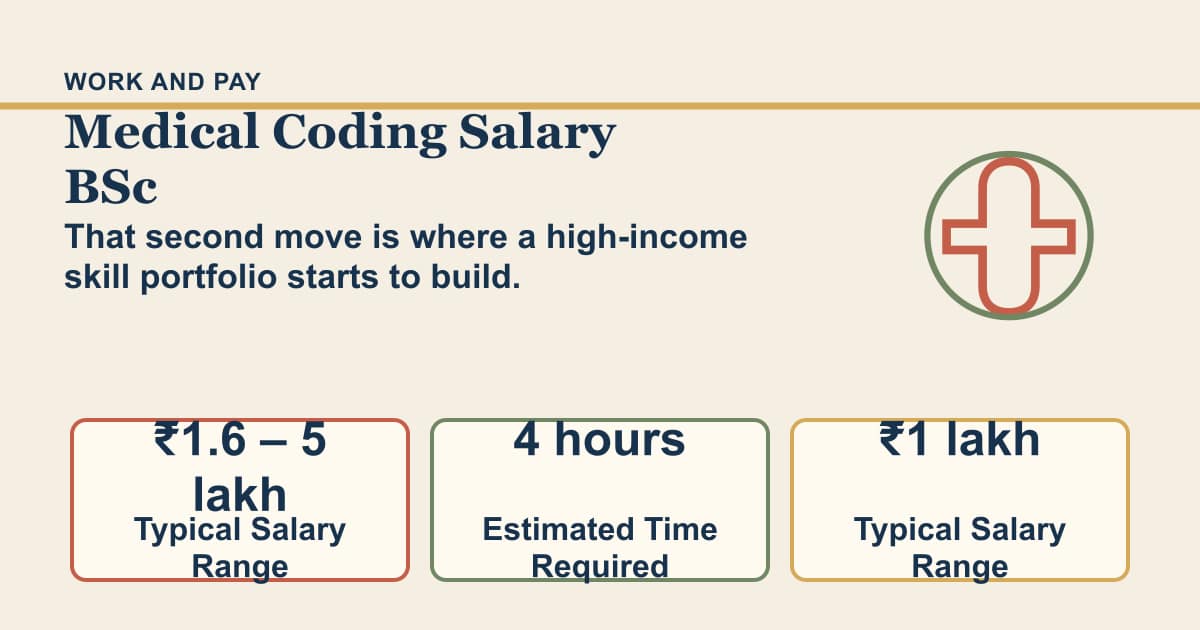 WORK AND PAY
Medical Coding Salary
BSc
That second move is where a high-income
skill portfolio starts to build.
₹1.6 – 5
lakh
Typical Salary
Range
4 hours
Estimated Time
Required
₹1 lakh
Typical Salary
Range